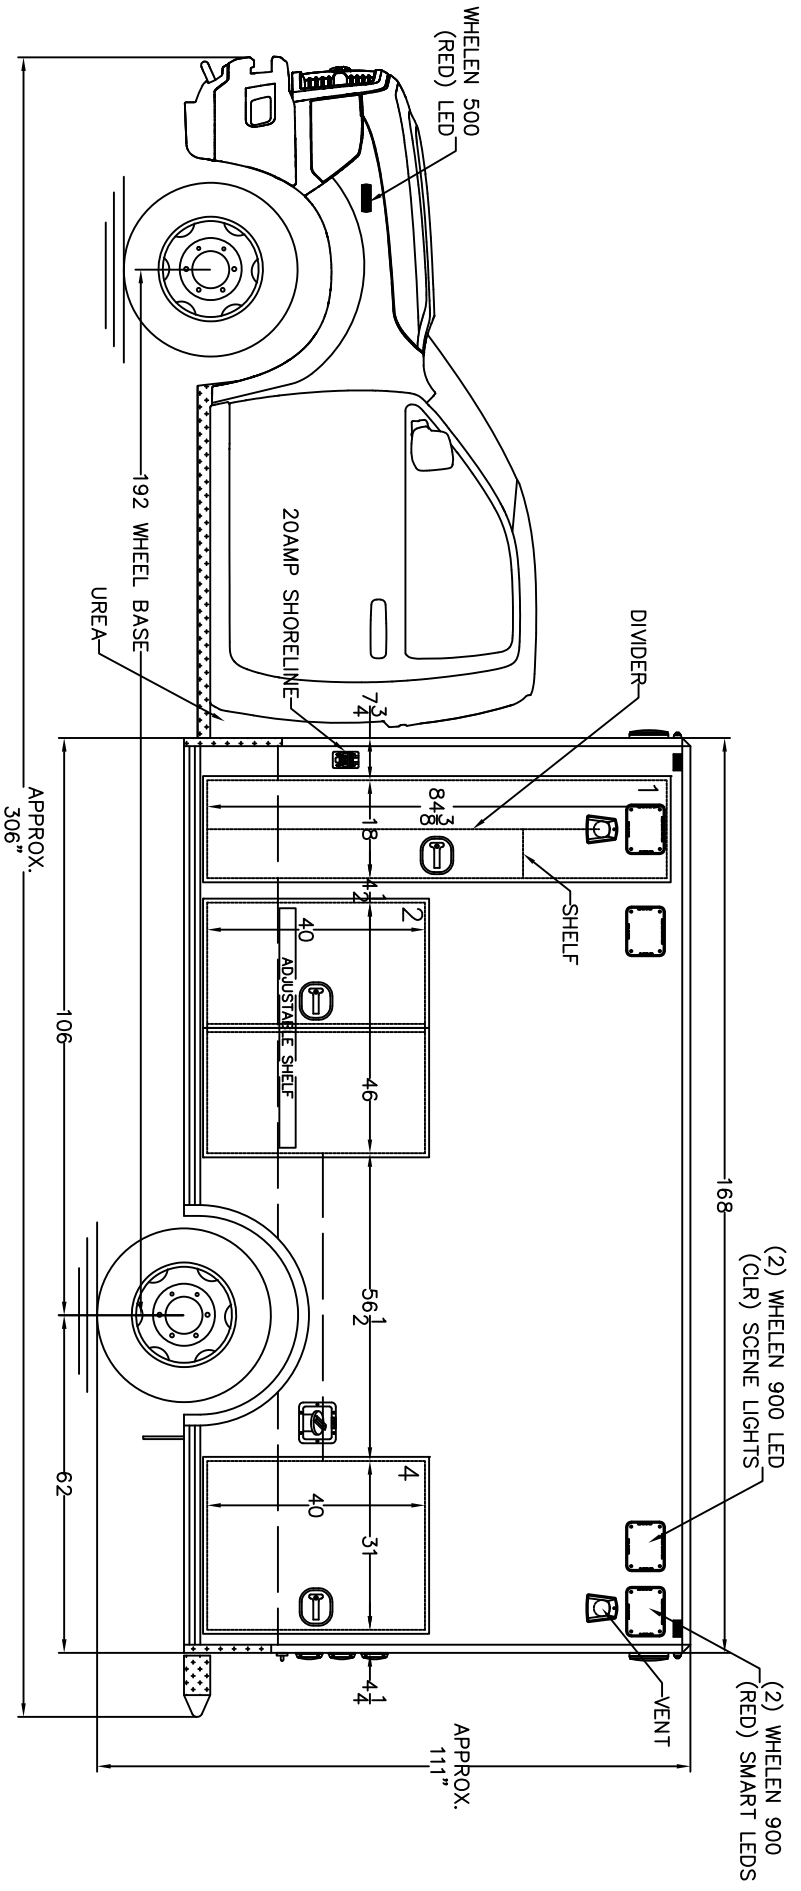 WHELEN 500
(RED) LED
DIVIDER
20AMP SHORELINE
192 WHEEL BASE
UREA
7 3/4
1
84 3/8
18
SHELF
4 1/2
2
40
ADJUSTABLE SHELF
46
56 1/2
4
40
31
4 1/4
168
(2) WHELEN 900 LED
(CLR) SCENE LIGHTS
(2) WHELEN 900
(RED) SMART LEDS
VENT
106
62
APPROX.
306"
APPROX.
111"